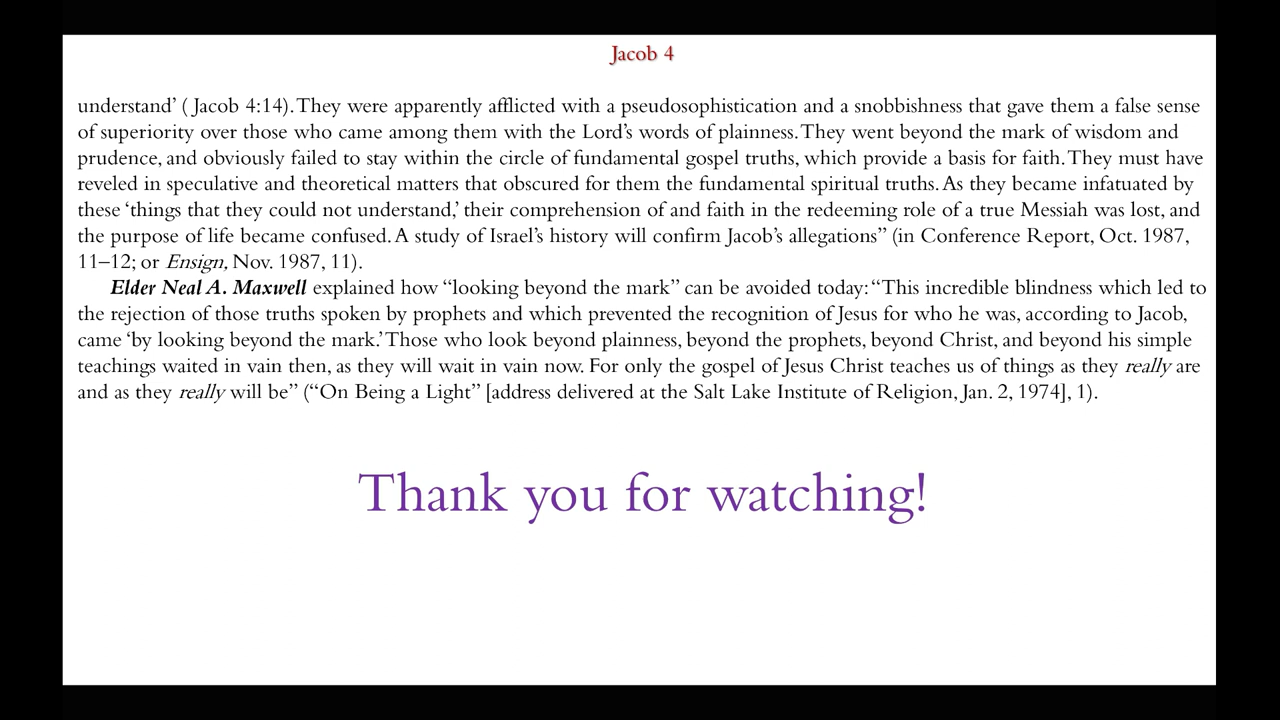 Jacob 4
understand’ ( Jacob 4:14). They were apparently afflicted with a pseudosophistication and a snobbishness that gave them a false sense
of superiority over those who came among them with the Lord’s words of plainness. They went beyond the mark of wisdom and
prudence, and obviously failed to stay within the circle of fundamental gospel truths, which provide a basis for faith. They must have
reveled in speculative and theoretical matters that obscured for them the fundamental spiritual truths. As they became infatuated by
these ‘things that they could not understand,’ their comprehension of and faith in the redeeming role of a true Messiah was lost, and
the purpose of life became confused. A study of Israel’s history will confirm Jacob’s allegations” (in Conference Report, Oct. 1987,
11–12; or Ensign, Nov. 1987, 11).
Elder Neal A. Maxwell explained how “looking beyond the mark” can be avoided today: “This incredible blindness which led to
the rejection of those truths spoken by prophets and which prevented the recognition of Jesus for who he was, according to Jacob,
came ‘by looking beyond the mark.’ Those who look beyond plainness, beyond the prophets, beyond Christ, and beyond his simple
teachings waited in vain then, as they will wait in vain now. For only the gospel of Jesus Christ teaches us of things as they really are
and as they really will be” (“On Being a Light” [address delivered at the Salt Lake Institute of Religion, Jan. 2, 1974], 1).
Thank you for watching!